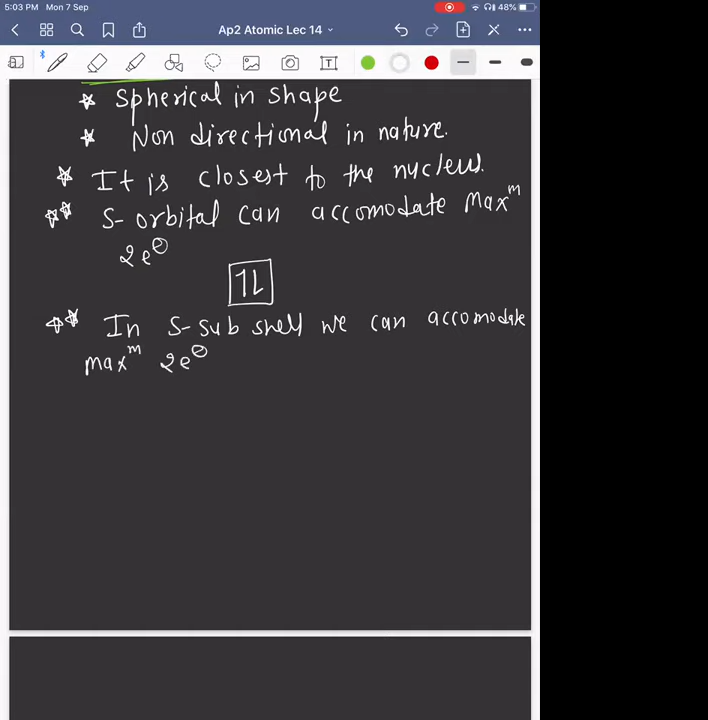 5:03 PM Mon 7 Sep 48%
Ap2 Atomic Lec 14
T
☆ Spherical in shape
☆ Non directional in nature.
☆ It is closest to the nucleus.
☆☆ S-orbital can accomodate maxᵐ
2e⊖
1L
☆☆ In S-sub shell we can accomodate
maxᵐ 2e⊖